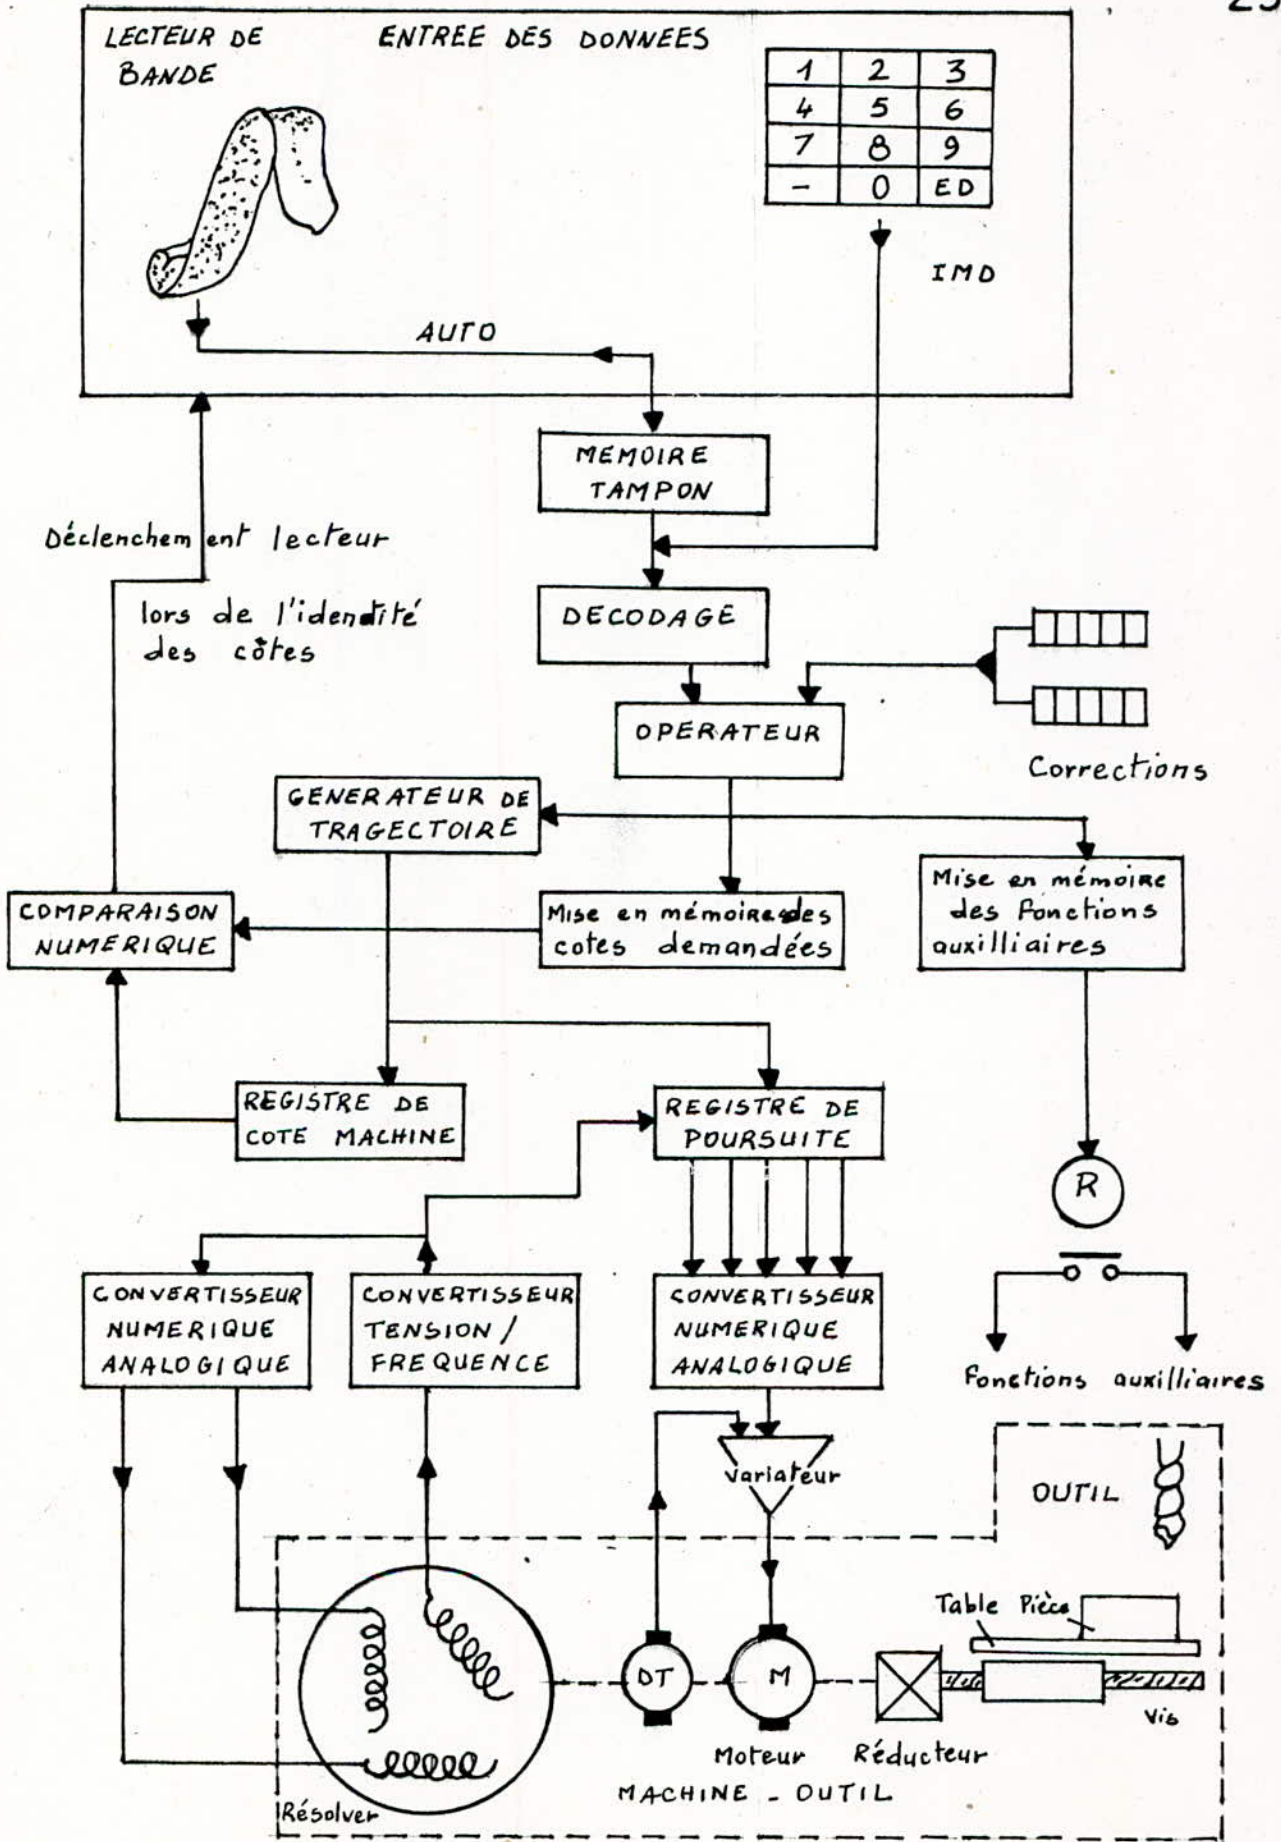 LECTEUR DE
BANDE
ENTREE DES DONNEES
1 2 3
4 5 6
7 8 9
- 0 ED
IMD
AUTO
MEMOIRE
TAMPON
Déclenchement lecteur
lors de l'idendité
des côtes
DECODAGE
OPERATEUR
Corrections
GENERATEUR DE
TRAGECTOIRE
Mise en mémoire
des fonctions
auxilliaires
COMPARAISON
NUMERIQUE
Mise en mémoire des
cotes demandées
REGISTRE DE
COTE MACHINE
REGISTRE DE
POURSUITE
R
CONVERTISSEUR
NUMERIQUE
ANALOGIQUE
CONVERTISSEUR
TENSION /
FREQUENCE
CONVERTISSEUR
NUMERIQUE
ANALOGIQUE
Fonctions auxilliaires
Variateur
OUTIL
Table Pièce
DT
M
Vis
Moteur
Réducteur
MACHINE - OUTIL
Résolver